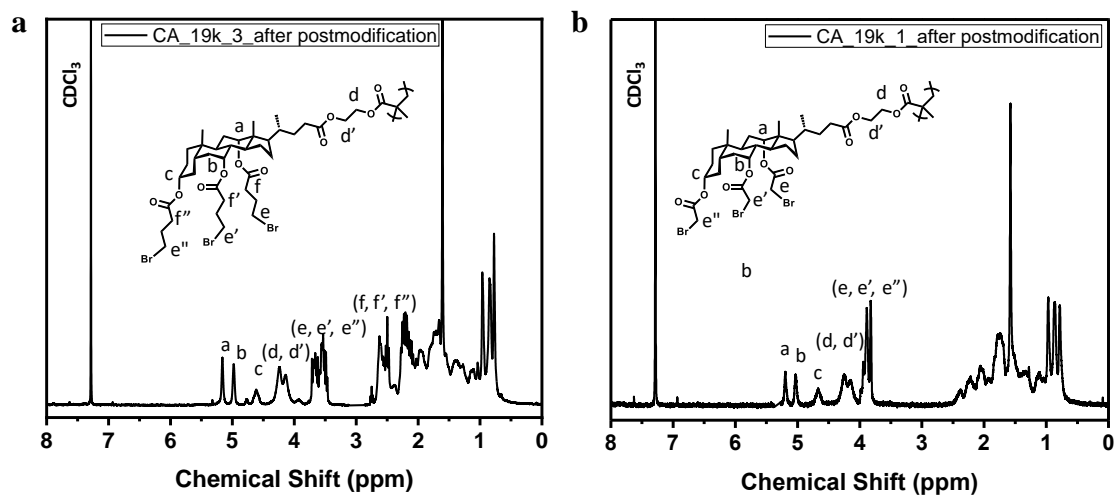 a
CA_19k_3_after postmodification
CDCl3
d
O
O
O
O
d'
a
b
c
O
O
O
O
O
O
f
f'
f"
e
Br
e'
Br
e"
Br
(f, f', f")
(e, e', e")
(d, d')
a
b
c
8 7 6 5 4 3 2 1 0
Chemical Shift (ppm)
b
CA_19k_1_after postmodification
CDCl3
d
O
O
O
O
d'
a
b
c
O
O
O
O
O
O
e
e'
Br
Br
e"
Br
b
(e, e', e")
(d, d')
a
b
c
8 7 6 5 4 3 2 1 0
Chemical Shift (ppm)